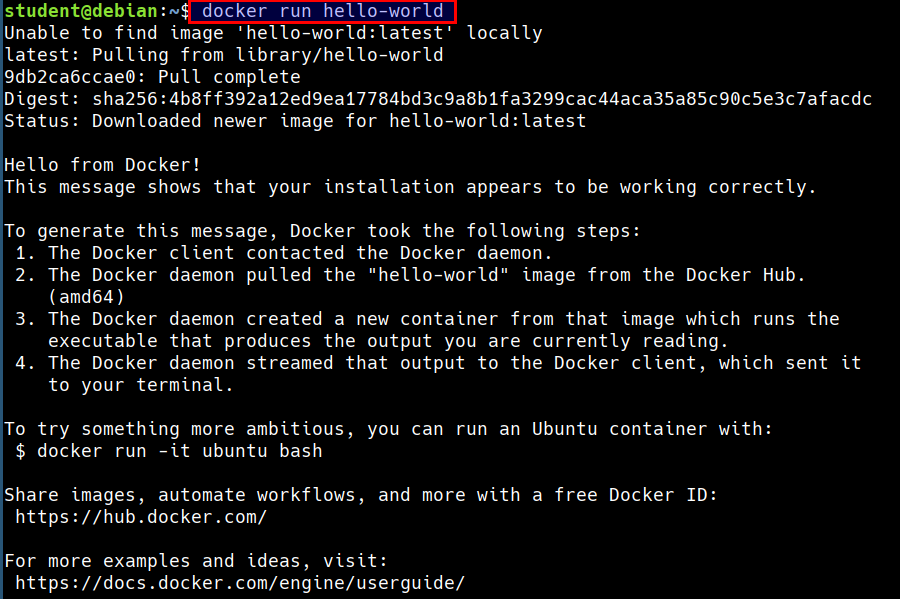 student@debian:~$ docker run hello-world
Unable to find image 'hello-world:latest' locally
latest: Pulling from library/hello-world
9db2ca6ccae0: Pull complete
Digest: sha256:4b8ff392a12ed9ea17784bd3c9a8b1fa3299cac44aca35a85c90c5e3c7afacdc
Status: Downloaded newer image for hello-world:latest

Hello from Docker!
This message shows that your installation appears to be working correctly.

To generate this message, Docker took the following steps:
 1. The Docker client contacted the Docker daemon.
 2. The Docker daemon pulled the "hello-world" image from the Docker Hub.
    (amd64)
 3. The Docker daemon created a new container from that image which runs the
    executable that produces the output you are currently reading.
 4. The Docker daemon streamed that output to the Docker client, which sent it
    to your terminal.

To try something more ambitious, you can run an Ubuntu container with:
 $ docker run -it ubuntu bash

Share images, automate workflows, and more with a free Docker ID:
 https://hub.docker.com/

For more examples and ideas, visit:
 https://docs.docker.com/engine/userguide/